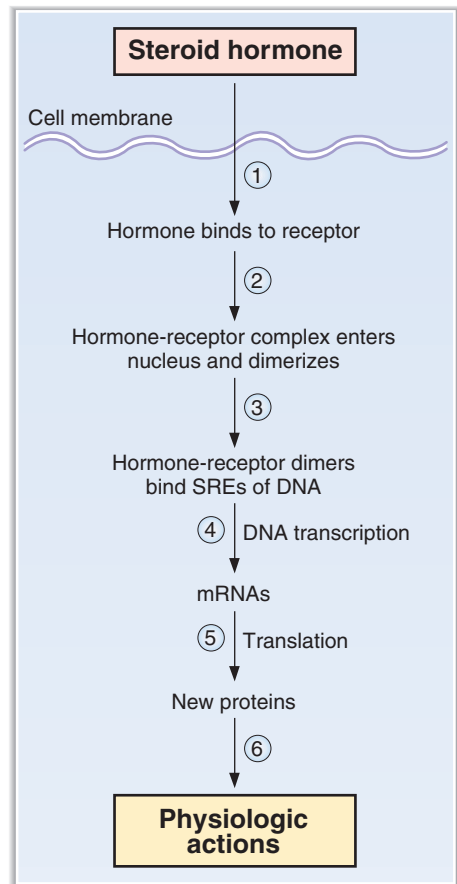 Steroid hormone
Cell membrane
1
Hormone binds to receptor
2
Hormone-receptor complex enters
nucleus and dimerizes
3
Hormone-receptor dimers
bind SREs of DNA
4 DNA transcription
mRNAs
5 Translation
New proteins
6
Physiologic
actions